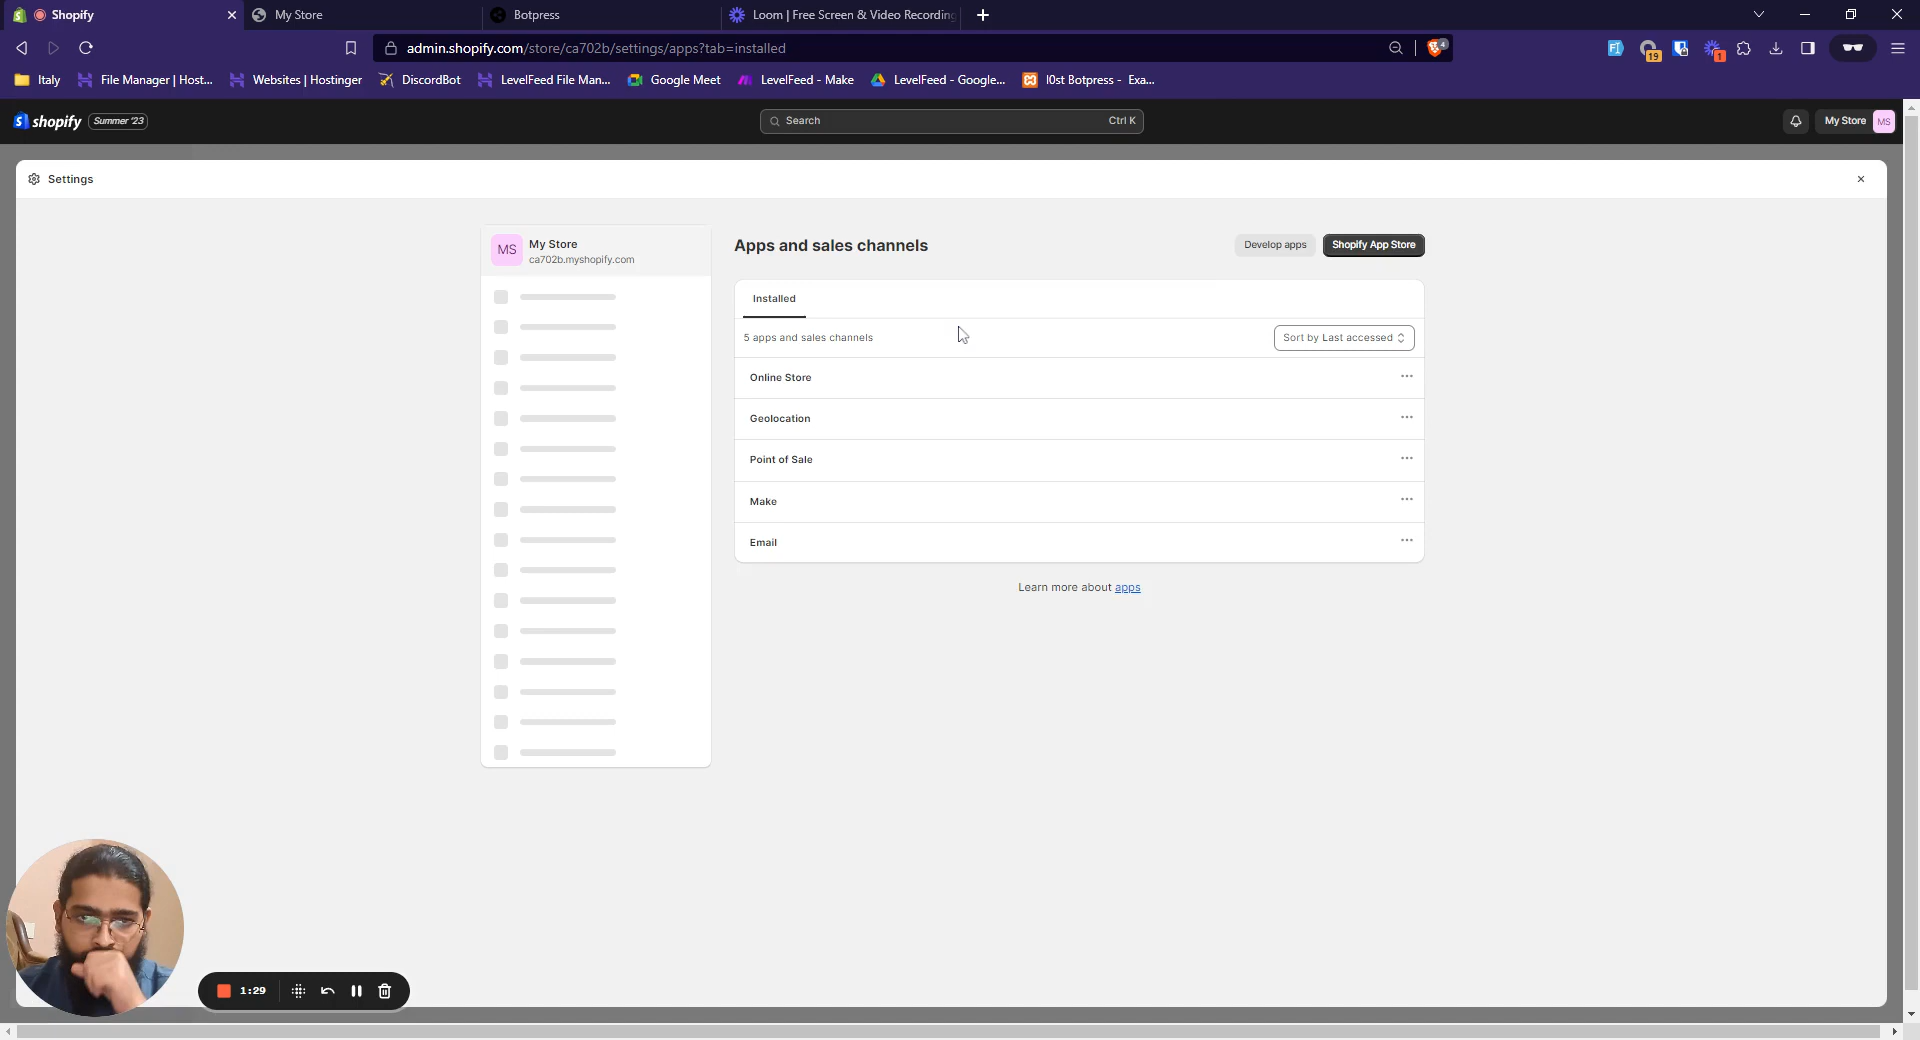 Shopify
My Store
Botpress
Loom | Free Screen & Video Recording
admin.shopify.com/store/ca702b/settings/apps?tab=installed
4
19
1
Italy
File Manager | Host...
Websites | Hostinger
DiscordBot
LevelFeed File Man...
Google Meet
LevelFeed - Make
LevelFeed - Google...
l0st Botpress - Exa...
shopify
Summer '23
Search
Ctrl K
My Store
MS
Settings
MS
My Store
ca702b.myshopify.com
Apps and sales channels
Develop apps
Shopify App Store
Installed
5 apps and sales channels
Sort by Last accessed
Online Store
Geolocation
Point of Sale
Make
Email
Learn more about apps
1:29